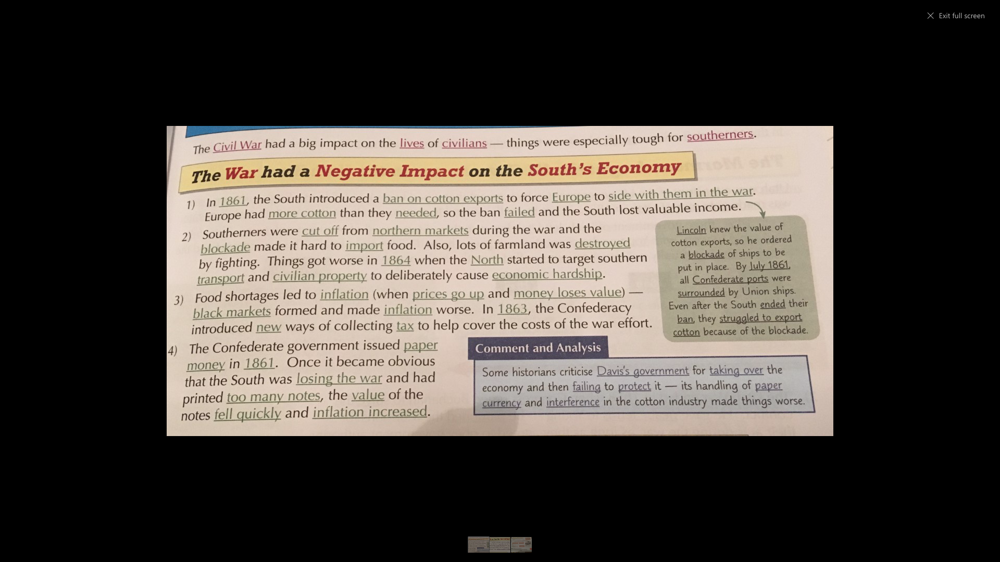 Exit full screen
The Civil War had a big impact on the lives of civilians — things were especially tough for southerners.
The War had a Negative Impact on the South's Economy
1) In 1861, the South introduced a ban on cotton exports to force Europe to side with them in the war.
Europe had more cotton than they needed, so the ban failed and the South lost valuable income.
2) Southerners were cut off from northern markets during the war and the
blockade made it hard to import food. Also, lots of farmland was destroyed
by fighting. Things got worse in 1864 when the North started to target southern
transport and civilian property to deliberately cause economic hardship.
3) Food shortages led to inflation (when prices go up and money loses value) —
black markets formed and made inflation worse. In 1863, the Confederacy
introduced new ways of collecting tax to help cover the costs of the war effort.
4) The Confederate government issued paper
money in 1861. Once it became obvious
that the South was losing the war and had
printed too many notes, the value of the
notes fell quickly and inflation increased.
Lincoln knew the value of
cotton exports, so he ordered
a blockade of ships to be
put in place. By July 1861,
all Confederate ports were
surrounded by Union ships.
Even after the South ended their
ban, they struggled to export
cotton because of the blockade.
Comment and Analysis
Some historians criticise Davis's government for taking over the
economy and then failing to protect it — its handling of paper
currency and interference in the cotton industry made things worse.